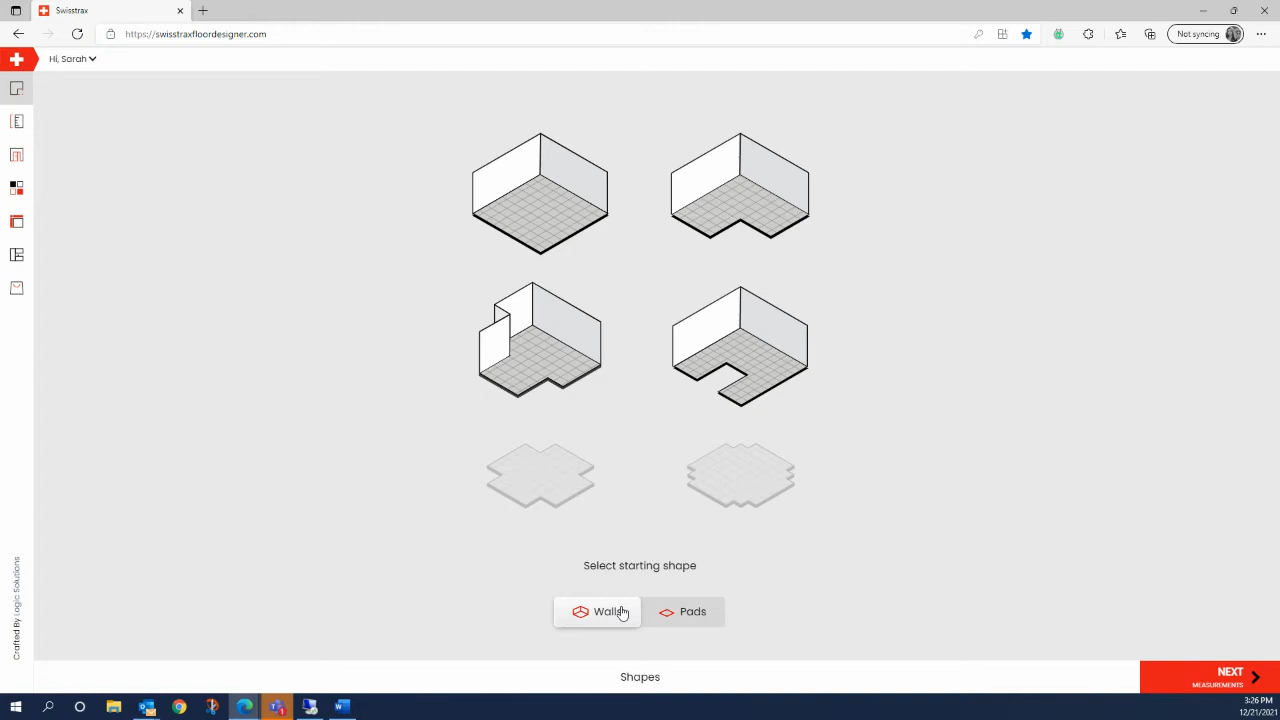 Swisstrax
https://swisstraxfloordesigner.com
Not syncing
Hi, Sarah
Select starting shape
Walls
Pads
Crafted By Logic Solutions
Shapes
NEXT
MEASUREMENTS
3:26 PM
12/21/2021